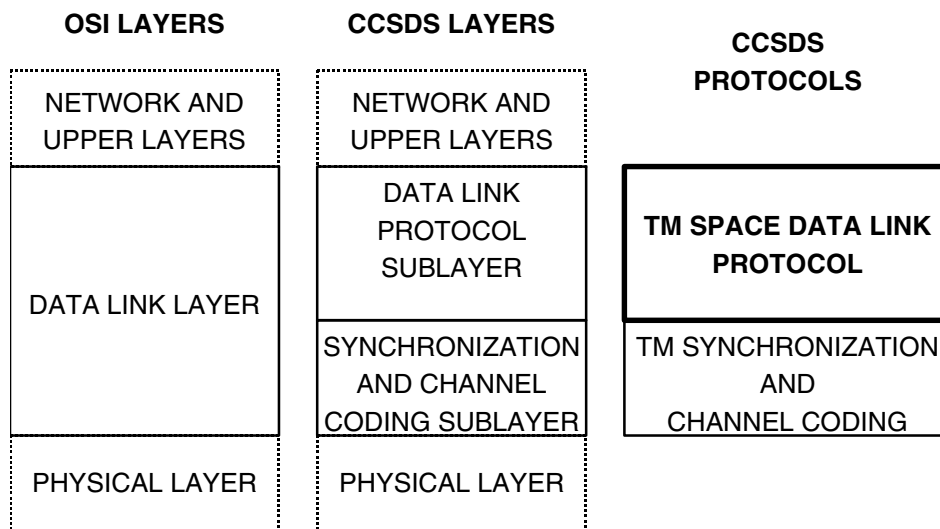 OSI LAYERS
NETWORK AND
UPPER LAYERS
DATA LINK LAYER
PHYSICAL LAYER
CCSDS LAYERS
NETWORK AND
UPPER LAYERS
DATA LINK
PROTOCOL
SUBLAYER
SYNCHRONIZATION
AND CHANNEL
CODING SUBLAYER
PHYSICAL LAYER
CCSDS
PROTOCOLS
TM SPACE DATA LINK
PROTOCOL
TM SYNCHRONIZATION
AND
CHANNEL CODING